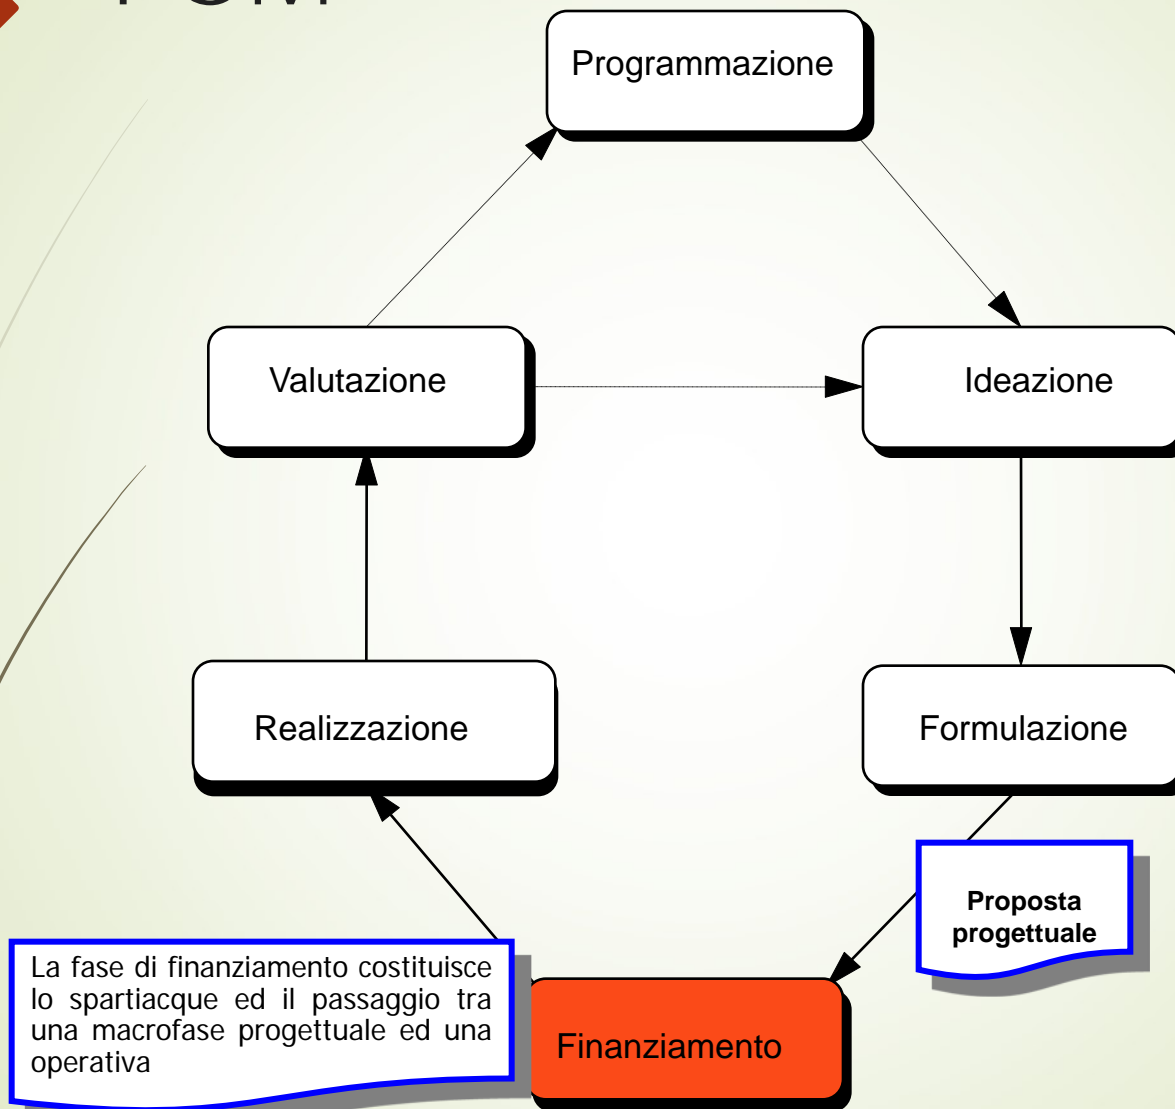 Programmazione
Valutazione
Ideazione
Realizzazione
Formulazione
Proposta
progettuale
La fase di finanziamento costituisce
lo spartiacque ed il passaggio tra
una macrofase progettuale ed una
operativa
Finanziamento